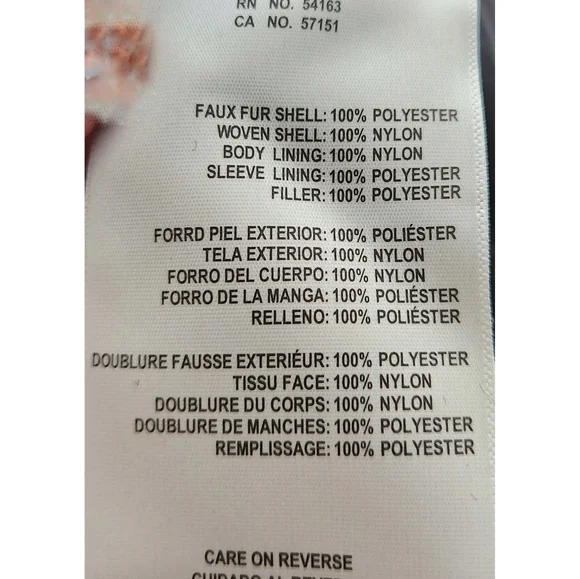 RN NO. 54163
CA NO. 57151
FAUX FUR SHELL: 100% POLYESTER
WOVEN SHELL: 100% NYLON
BODY LINING: 100% NYLON
SLEEVE LINING: 100% POLYESTER
FILLER: 100% POLYESTER
FORRD PIEL EXTERIOR: 100% POLIÉSTER
TELA EXTERIOR: 100% NYLON
FORRO DEL CUERPO: 100% NYLON
FORRO DE LA MANGA: 100% POLIÉSTER
RELLENO: 100% POLIÉSTER
DOUBLURE FAUSSE EXTERIÉUR: 100% POLYESTER
TISSU FACE: 100% NYLON
DOUBLURE DU CORPS: 100% NYLON
DOUBLURE DE MANCHES: 100% POLYESTER
REMPLISSAGE: 100% POLYESTER
CARE ON REVERSE
CUIDADO AL